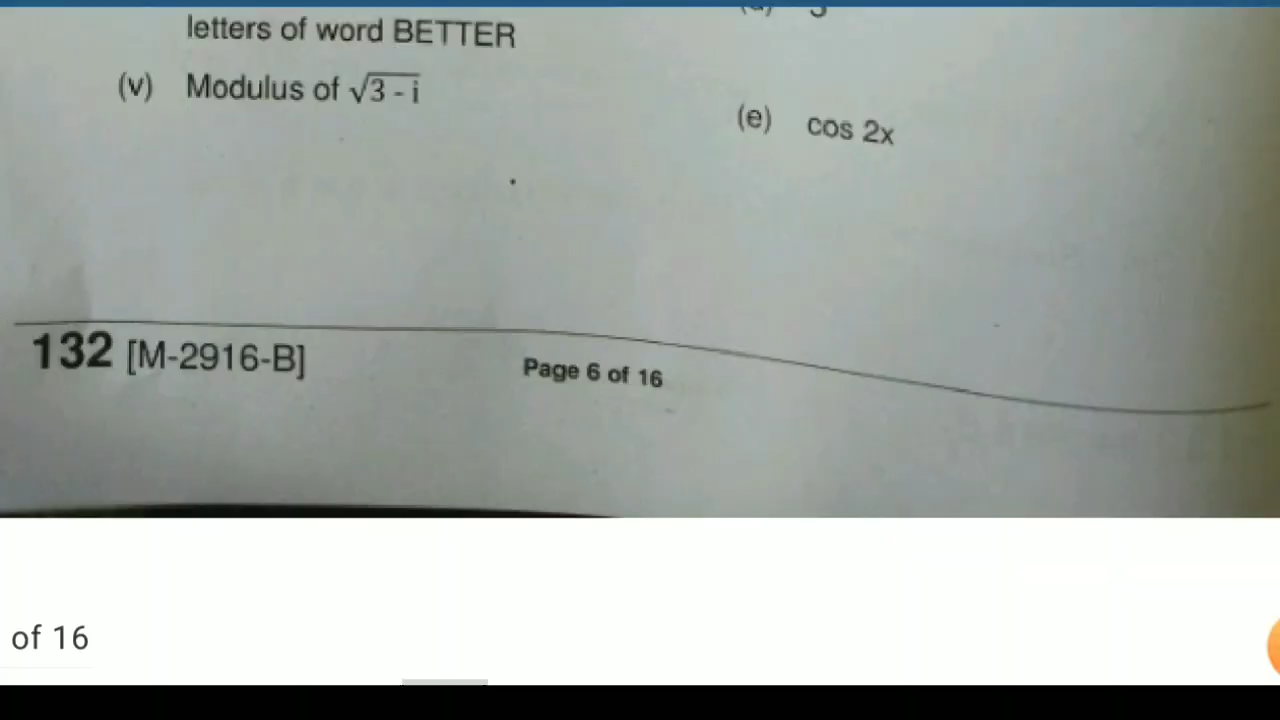 letters of word BETTER
(v) Modulus of √3 - i
(e) cos 2x
132 [M-2916-B]
Page 6 of 16
of 16